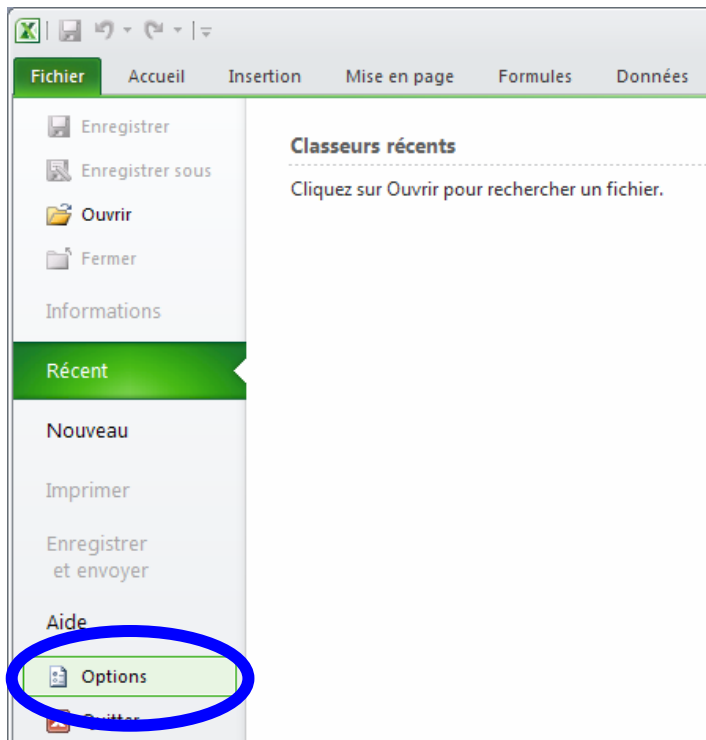 Fichier Accueil Insertion Mise en page Formules Données
Enregistrer
Enregistrer sous
Ouvrir
Fermer
Informations
Récent
Nouveau
Imprimer
Enregistrer
et envoyer
Aide
Options
Quitter
Classeurs récents
Cliquez sur Ouvrir pour rechercher un fichier.